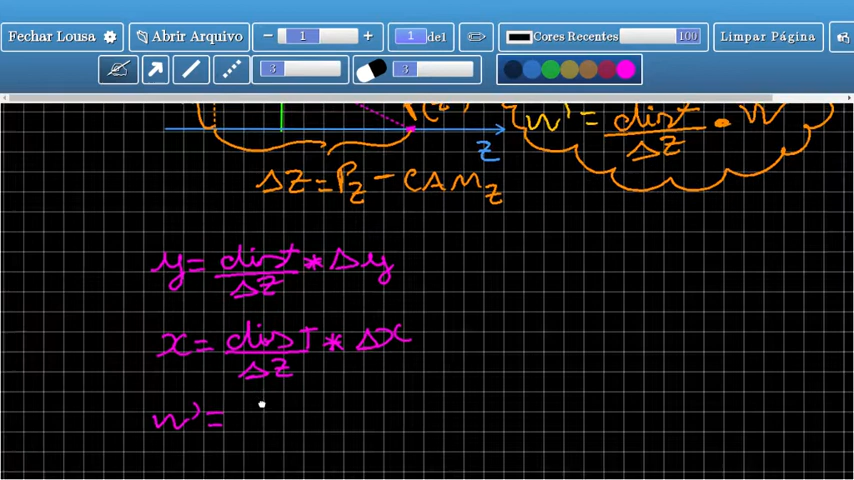 Fechar Lousa Abrir Arquivo − 1 + 1 de1 Cores Recentes 100 Limpar Página
3 3
w' = dist/Δz • w
z
Δz = Pz − CAMz
y = dist/Δz * Δy
x = dist/Δz * Δx
w' =